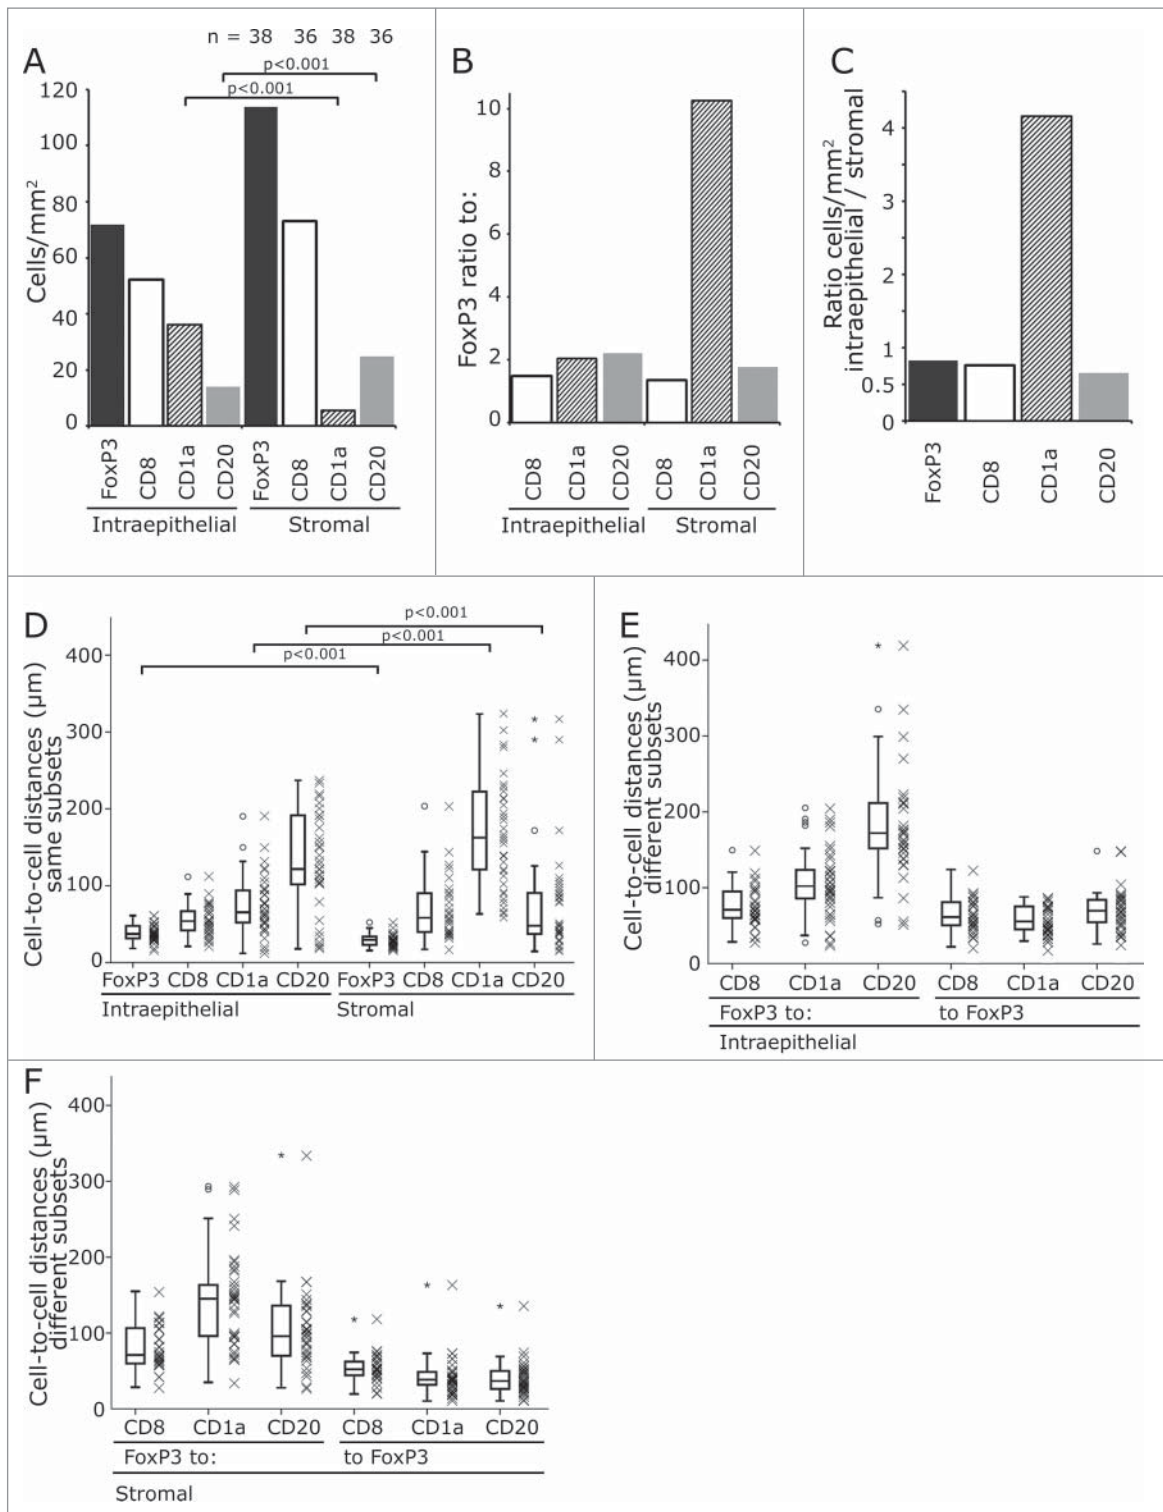 n = 38 36 38 36
A
p<0.001
p<0.001
Cells/mm²
120
100
80
60
40
20
0
FoxP3
CD8
CD1a
CD20
FoxP3
CD8
CD1a
CD20
Intraepithelial
Stromal
B
FoxP3 ratio to:
10
8
6
4
2
0
CD8
CD1a
CD20
CD8
CD1a
CD20
Intraepithelial
Stromal
C
Ratio cells/mm²
intraepithelial / stromal
4
3
2
1
0.5
0
FoxP3
CD8
CD1a
CD20
D
p<0.001
p<0.001
p<0.001
Cell-to-cell distances (µm)
same subsets
400
300
200
100
0
FoxP3 CD8 CD1a CD20 FoxP3 CD8 CD1a CD20
Intraepithelial Stromal
E
Cell-to-cell distances (µm)
different subsets
400
300
200
100
0
CD8 CD1a CD20 CD8 CD1a CD20
FoxP3 to: to FoxP3
Intraepithelial
F
Cell-to-cell distances (µm)
different subsets
400
300
200
100
0
CD8 CD1a CD20 CD8 CD1a CD20
FoxP3 to: to FoxP3
Stromal